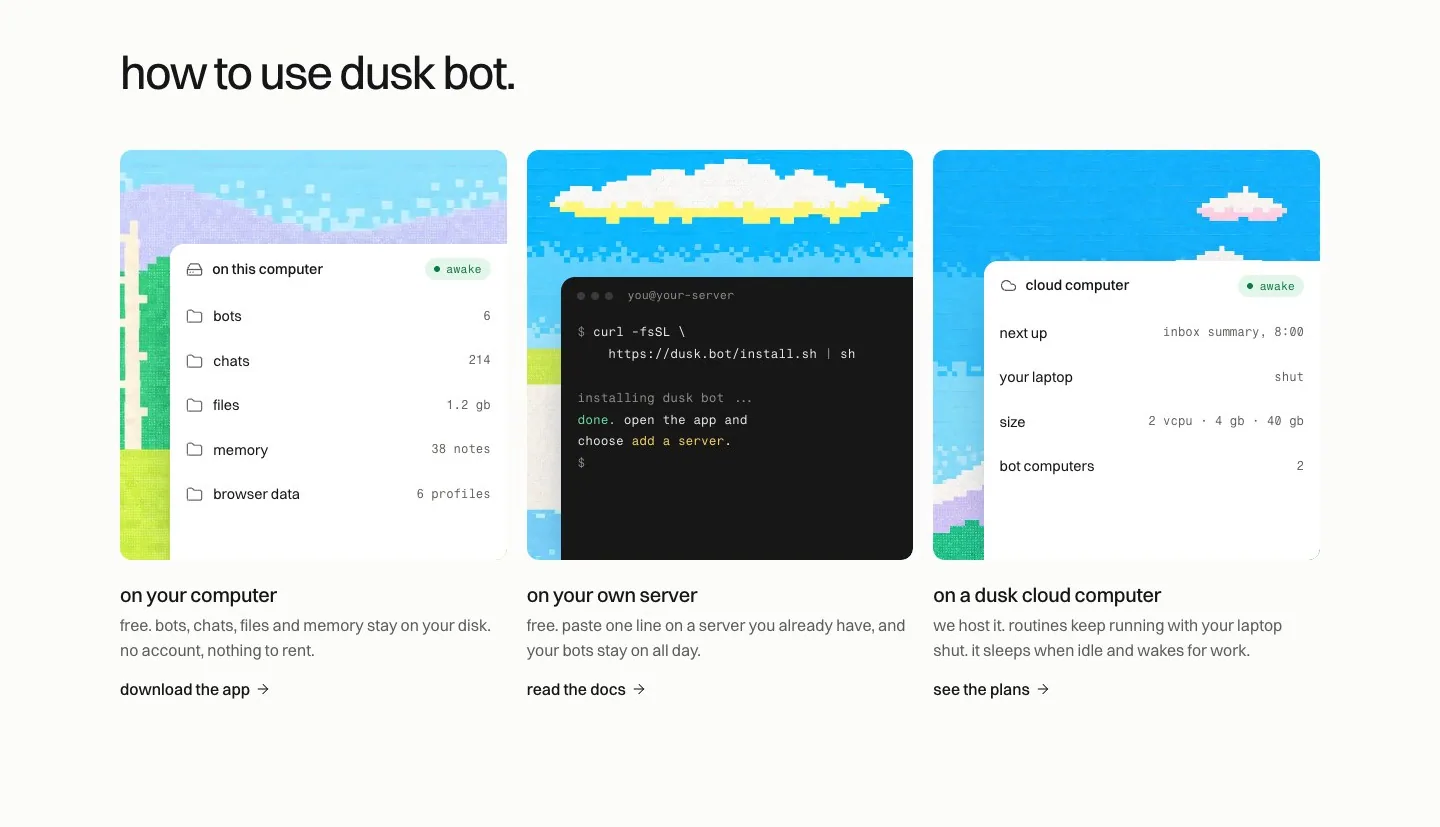 how to use dusk bot.
on this computer
awake
bots
6
chats
214
files
1.2 gb
memory
38 notes
browser data
6 profiles
you@your-server
$ curl -fsSL \
https://dusk.bot/install.sh | sh
installing dusk bot ...
done. open the app and
choose add a server.
$
cloud computer
awake
next up
inbox summary, 8:00
your laptop
shut
size
2 vcpu · 4 gb · 40 gb
bot computers
2
on your computer
free. bots, chats, files and memory stay on your disk.
no account, nothing to rent.
download the app →
on your own server
free. paste one line on a server you already have, and
your bots stay on all day.
read the docs →
on a dusk cloud computer
we host it. routines keep running with your laptop
shut. it sleeps when idle and wakes for work.
see the plans →